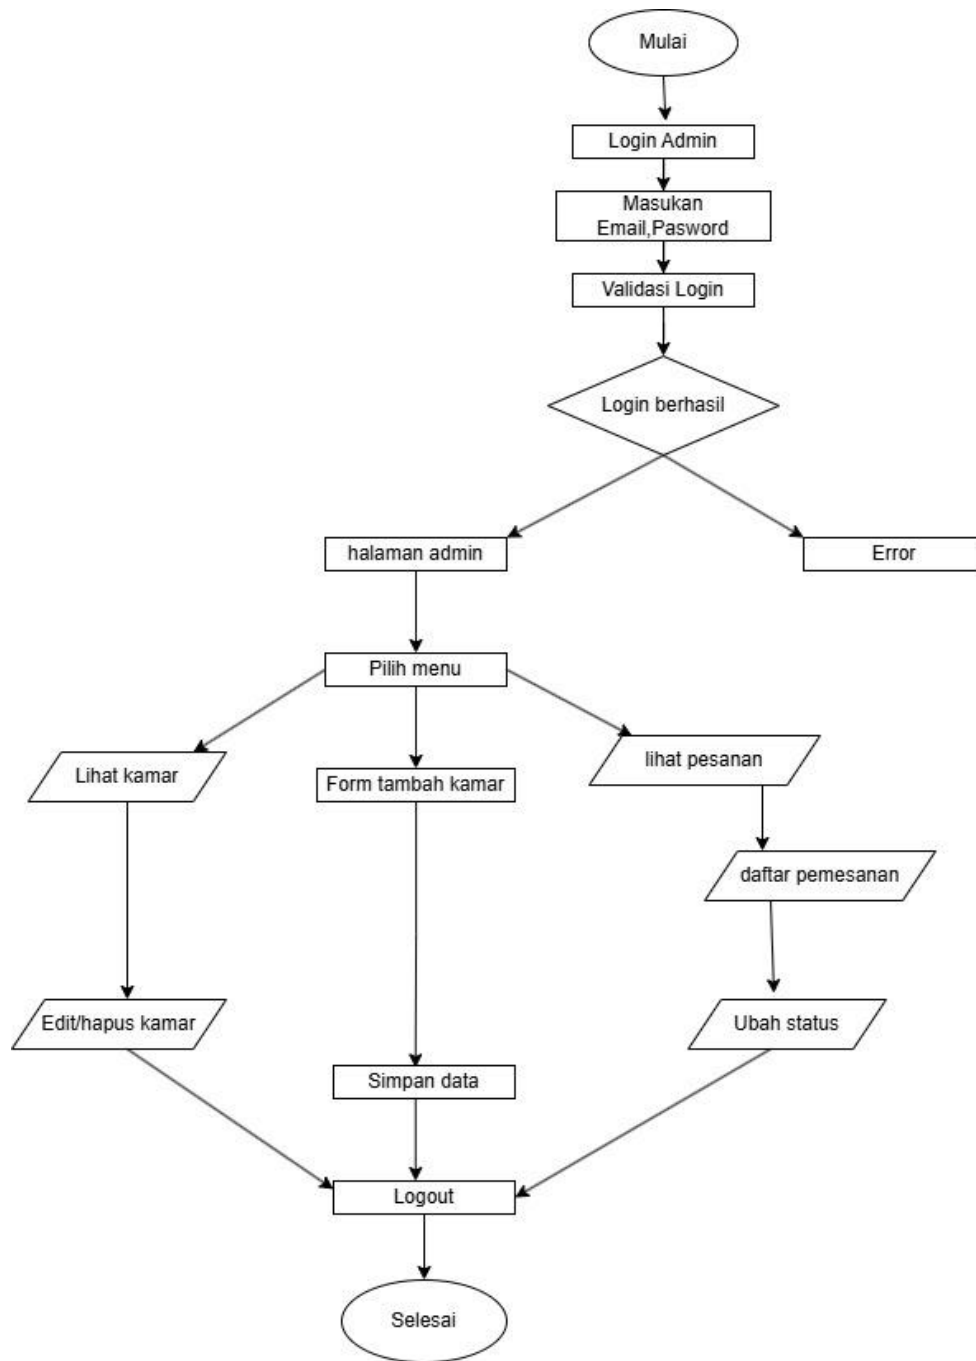 Mulai
Login Admin
Masukan
Email,Pasword
Validasi Login
Login berhasil
halaman admin
Error
Pilih menu
Lihat kamar
Form tambah kamar
lihat pesanan
daftar pemesanan
Edit/hapus kamar
Ubah status
Simpan data
Logout
Selesai